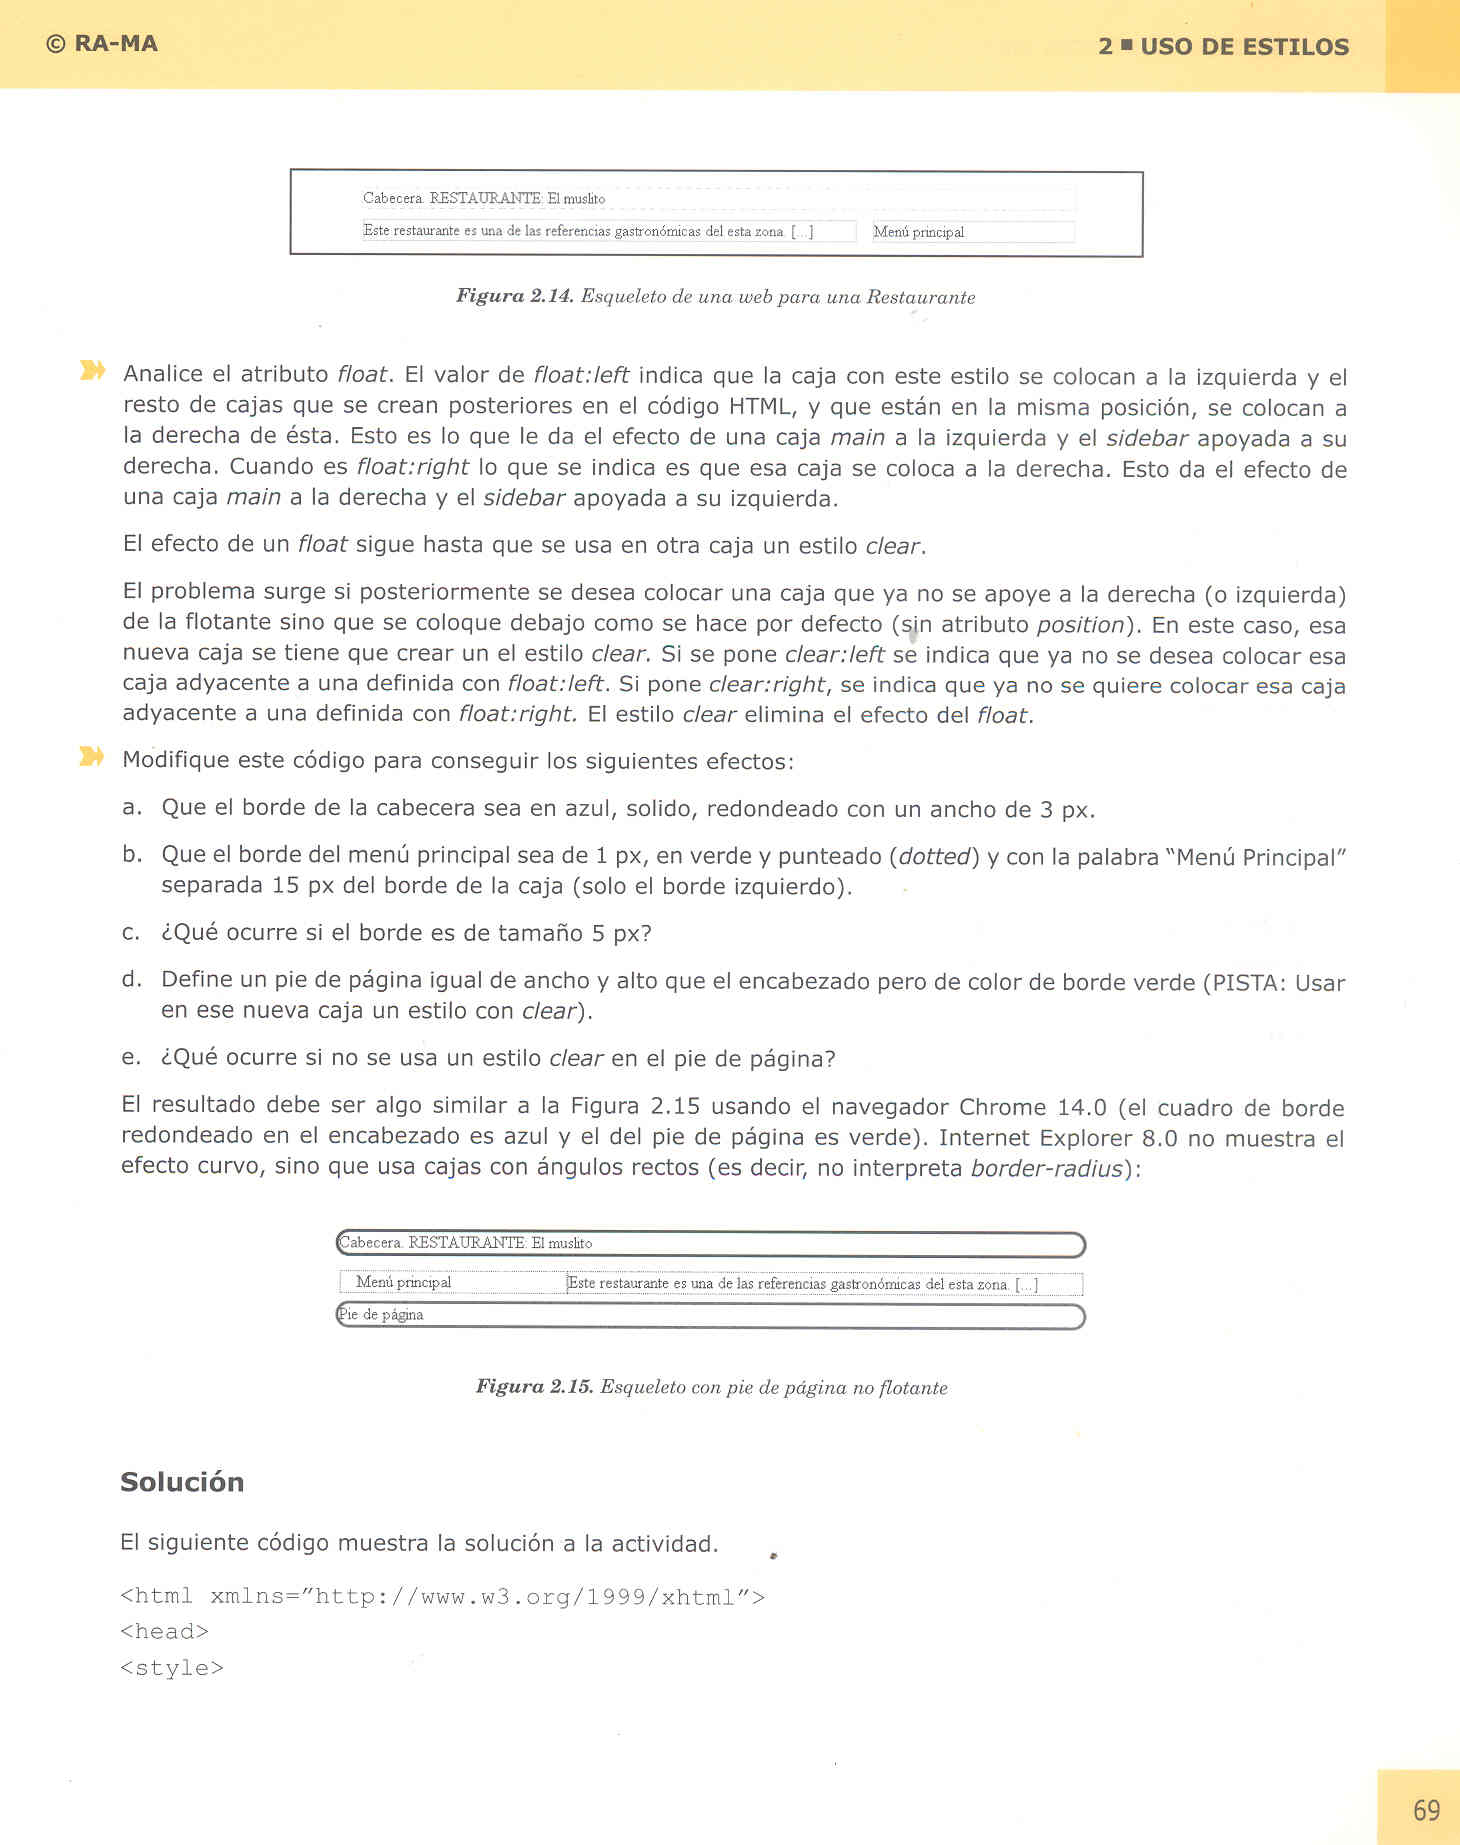 © RA-MA
2 ■ USO DE ESTILOS
Cabecera. RESTAURANTE: El muslito
Este restaurante es una de las referencias gastronómicas del esta zona. [...]
Menú principal
Figura 2.14. Esqueleto de una web para una Restaurante
Analice el atributo float. El valor de float:left indica que la caja con este estilo se colocan a la izquierda y el
resto de cajas que se crean posteriores en el código HTML, y que están en la misma posición, se colocan a
la derecha de ésta. Esto es lo que le da el efecto de una caja main a la izquierda y el sidebar apoyada a su
derecha. Cuando es float:right lo que se indica es que esa caja se coloca a la derecha. Esto da el efecto de
una caja main a la derecha y el sidebar apoyada a su izquierda.
El efecto de un float sigue hasta que se usa en otra caja un estilo clear.
El problema surge si posteriormente se desea colocar una caja que ya no se apoye a la derecha (o izquierda)
de la flotante sino que se coloque debajo como se hace por defecto (sin atributo position). En este caso, esa
nueva caja se tiene que crear un el estilo clear. Si se pone clear:left se indica que ya no se desea colocar esa
caja adyacente a una definida con float:left. Si pone clear:right, se indica que ya no se quiere colocar esa caja
adyacente a una definida con float:right. El estilo clear elimina el efecto del float.
Modifique este código para conseguir los siguientes efectos:
a. Que el borde de la cabecera sea en azul, solido, redondeado con un ancho de 3 px.
b. Que el borde del menú principal sea de 1 px, en verde y punteado (dotted) y con la palabra "Menú Principal"
separada 15 px del borde de la caja (solo el borde izquierdo).
c. ¿Qué ocurre si el borde es de tamaño 5 px?
d. Define un pie de página igual de ancho y alto que el encabezado pero de color de borde verde (PISTA: Usar
en ese nueva caja un estilo con clear).
e. ¿Qué ocurre si no se usa un estilo clear en el pie de página?
El resultado debe ser algo similar a la Figura 2.15 usando el navegador Chrome 14.0 (el cuadro de borde
redondeado en el encabezado es azul y el del pie de página es verde). Internet Explorer 8.0 no muestra el
efecto curvo, sino que usa cajas con ángulos rectos (es decir, no interpreta border-radius):
Cabecera. RESTAURANTE: El muslito
Menú principal
Este restaurante es una de las referencias gastronómicas del esta zona. [...]
Pie de página
Figura 2.15. Esqueleto con pie de página no flotante
Solución
El siguiente código muestra la solución a la actividad.
<html xmlns="http://www.w3.org/1999/xhtml">
<head>
<style>
69